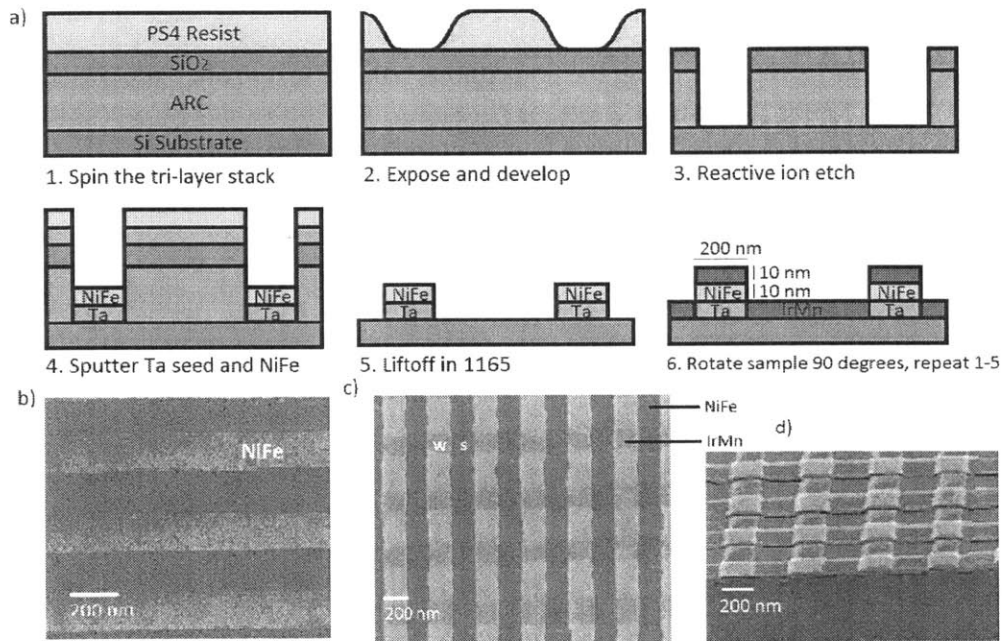 a)
PS4 Resist
SiO₂
ARC
Si Substrate
1. Spin the tri-layer stack
2. Expose and develop
3. Reactive ion etch
NiFe
Ta
NiFe
Ta
4. Sputter Ta seed and NiFe
NiFe
Ta
NiFe
Ta
5. Liftoff in 1165
200 nm
10 nm
10 nm
NiFe
Ta
IrMn
NiFe
Ta
6. Rotate sample 90 degrees, repeat 1-5
b)
NiFe
200 nm
c)
w s
NiFe
IrMn
200 nm
d)
200 nm